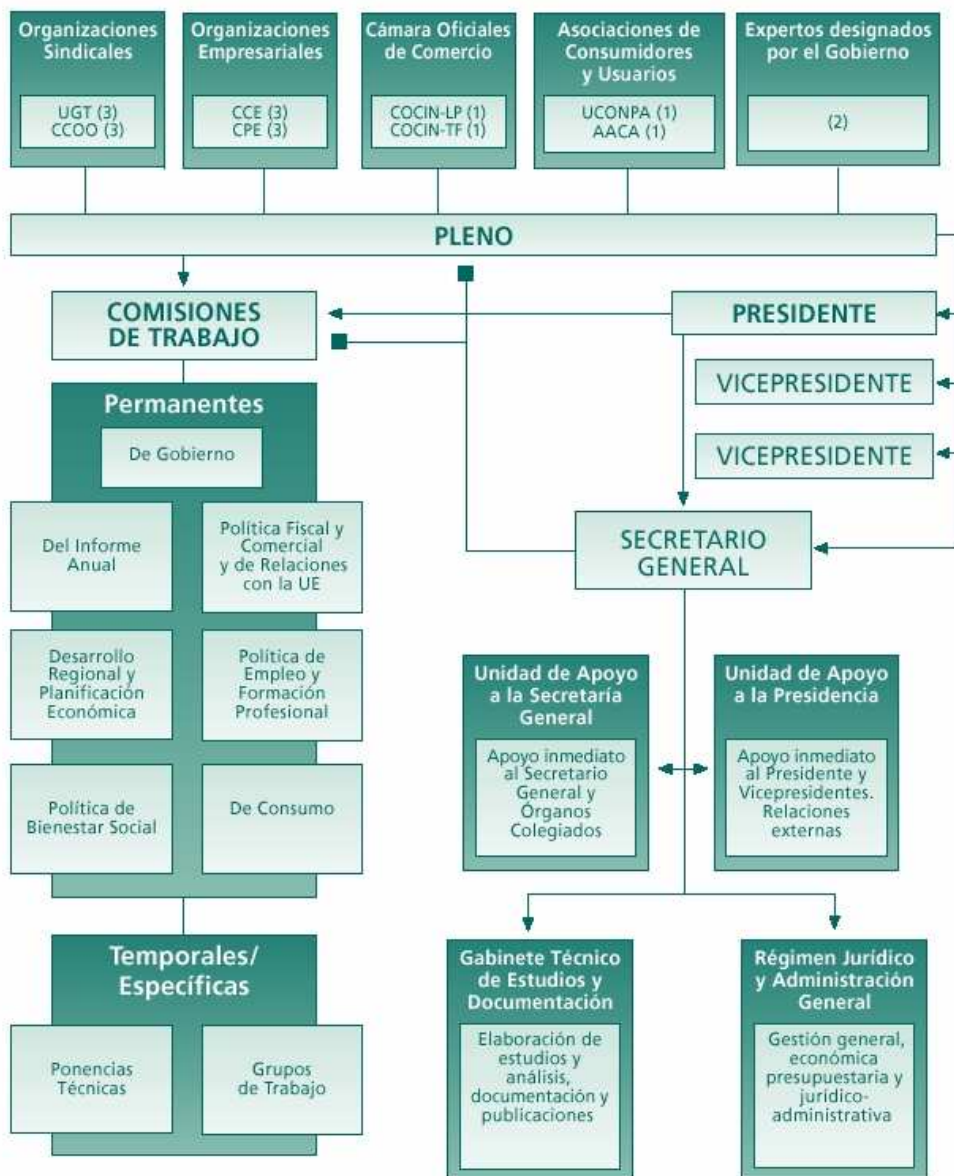 Organizaciones
Sindicales
UGT (3)
CCOO (3)
Organizaciones
Empresariales
CCE (3)
CPE (3)
Cámara Oficiales
de Comercio
COCIN-LP (1)
COCIN-TF (1)
Asociaciones de
Consumidores
y Usuarios
UCONPA (1)
AACA (1)
Expertos designados
por el Gobierno
(2)
PLENO
COMISIONES
DE TRABAJO
PRESIDENTE
VICEPRESIDENTE
VICEPRESIDENTE
SECRETARIO
GENERAL
Permanentes
De Gobierno
Del Informe
Anual
Política Fiscal y
Comercial
y de Relaciones
con la UE
Desarrollo
Regional y
Planificación
Económica
Política de
Empleo y
Formación
Profesional
Política de
Bienestar Social
De Consumo
Temporales/
Específicas
Ponencias
Técnicas
Grupos
de Trabajo
Unidad de Apoyo
a la Secretaría
General
Apoyo inmediato
al Secretario
General y
Órganos
Colegiados
Unidad de Apoyo
a la Presidencia
Apoyo inmediato
al Presidente y
Vicepresidentes.
Relaciones
externas
Gabinete Técnico
de Estudios y
Documentación
Elaboración de
estudios y
análisis,
documentación y
publicaciones
Régimen Jurídico
y Administración
General
Gestión general,
económica
presupuestaria y
jurídico-
administrativa